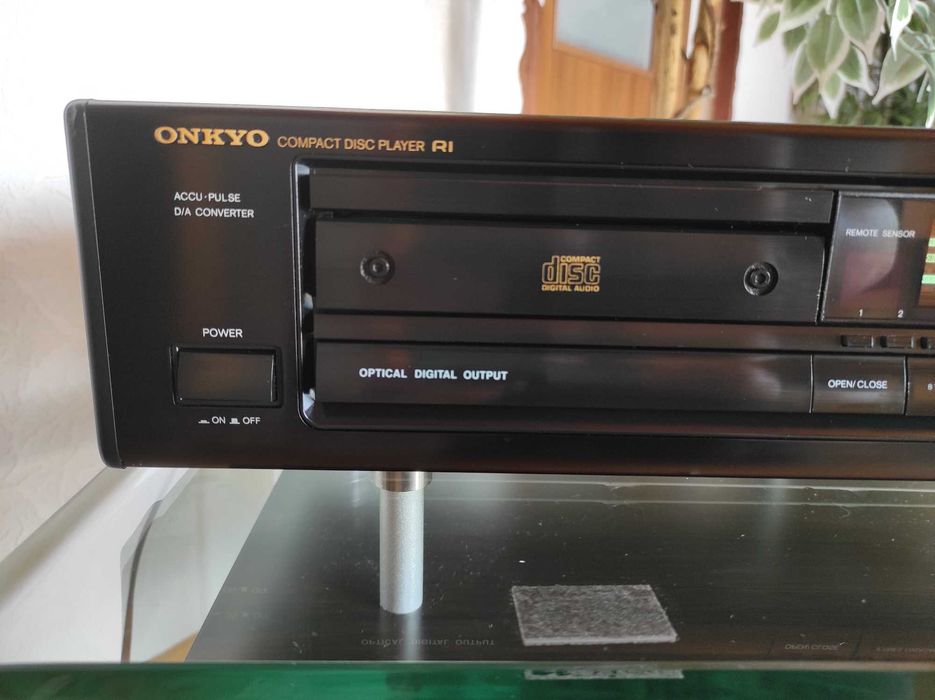 ONKYO COMPACT DISC PLAYER RI
ACCU·PULSE
D/A CONVERTER
REMOTE SENSOR
COMPACT
disc
DIGITAL AUDIO
1 2
POWER
OPTICAL DIGITAL OUTPUT
OPEN/CLOSE
ON OFF